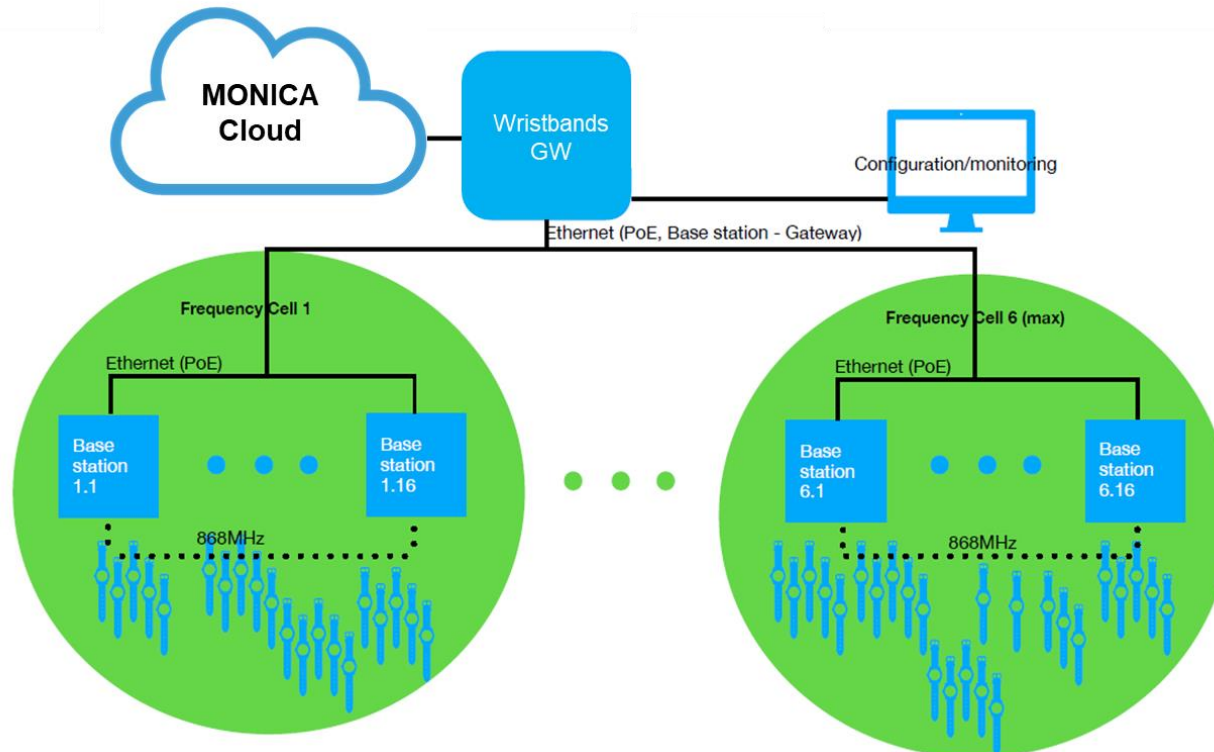 MONICA
Cloud
Wristbands
GW
Configuration/monitoring
Ethernet (PoE, Base station - Gateway)
Frequency Cell 1
Frequency Cell 6 (max)
Ethernet (PoE)
Ethernet (PoE)
Base
station
1.1
Base
station
1.16
Base
station
6.1
Base
station
6.16
868MHz
868MHz